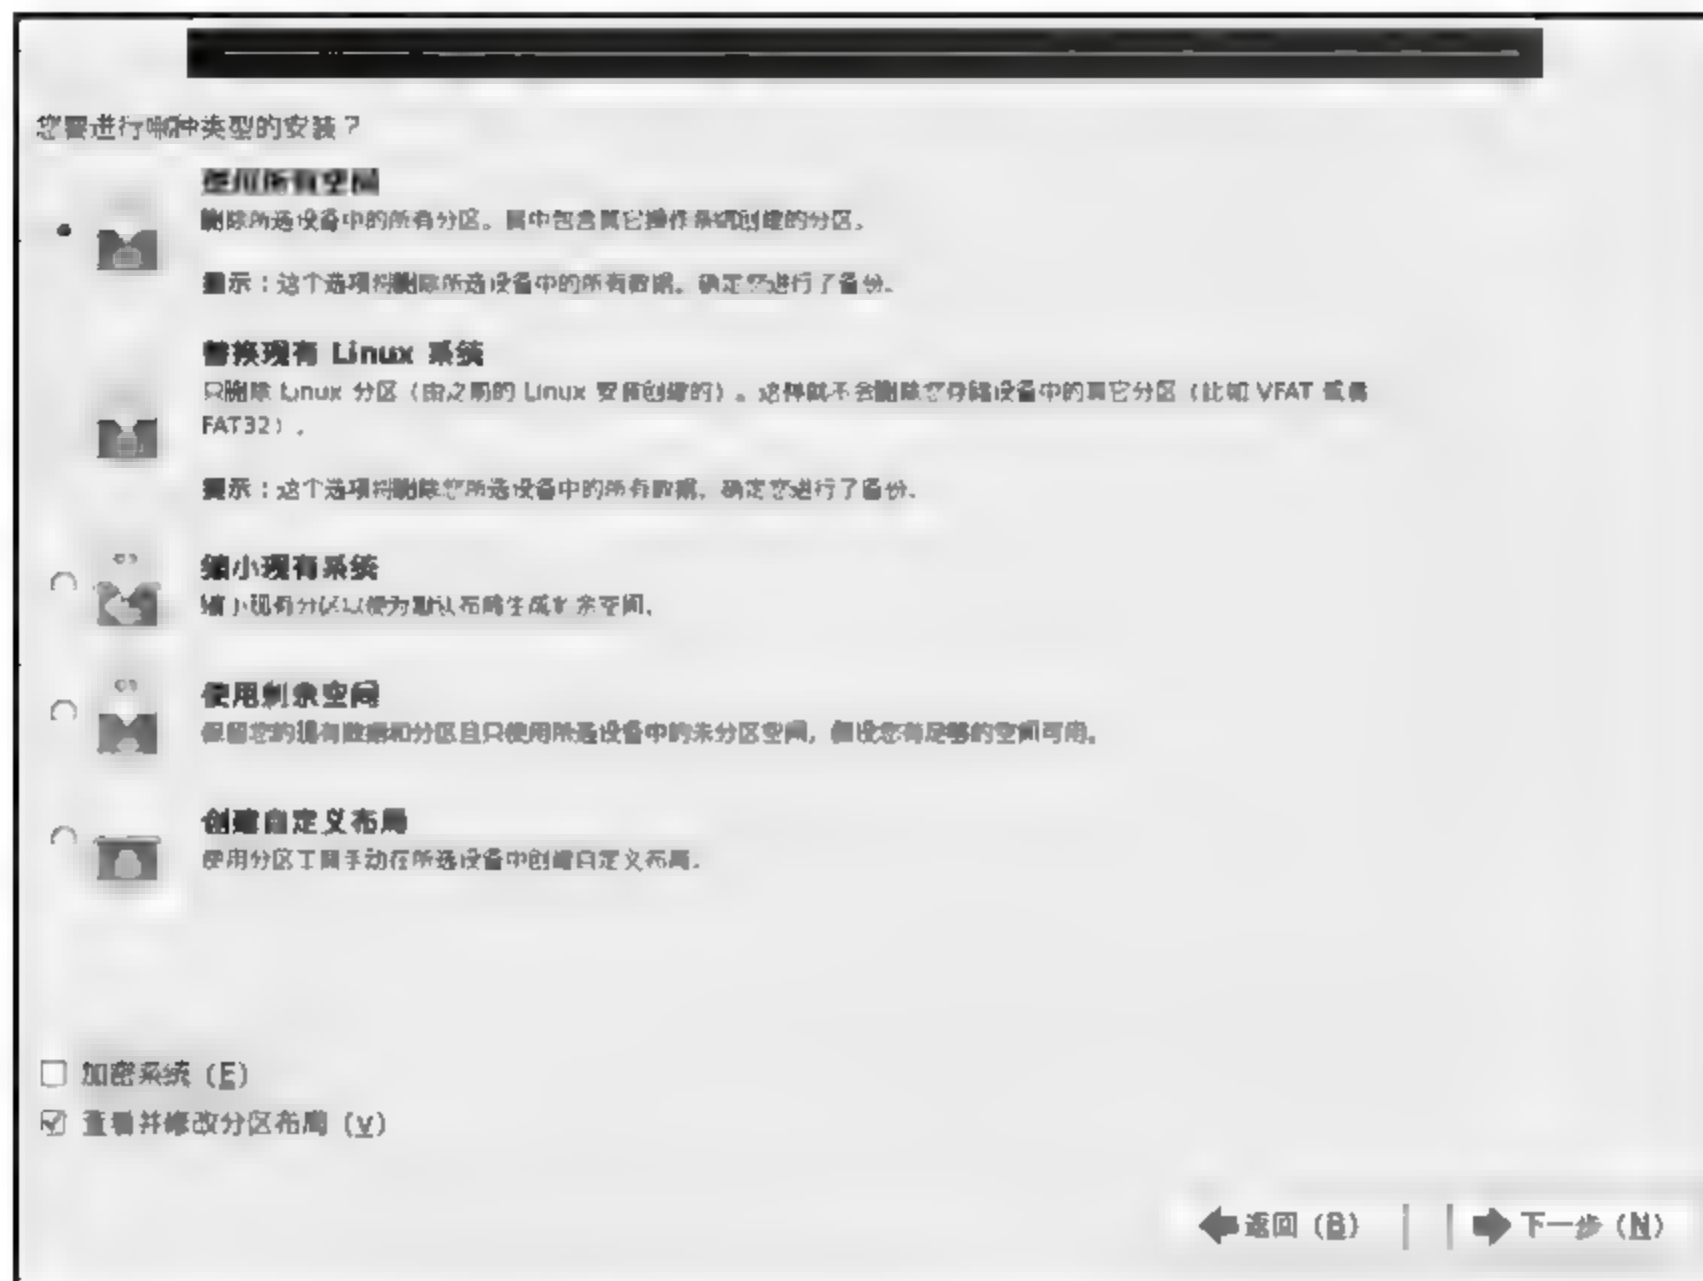 您要进行哪种类型的安装？
使用所有空间
删除所选设备中的所有分区。其中包含其它操作系统创建的分区。
提示：这个选项将删除所选设备中的所有数据。确定您进行了备份。
替换现有 Linux 系统
只删除 Linux 分区（由之前的 Linux 安装创建的）。这样就不会删除您存储设备中的其它分区（比如 VFAT 或者
FAT32）。
提示：这个选项将删除您所选设备中的所有数据。确定您进行了备份。
缩小现有系统
缩小现有分区以便为默认布局生成剩余空间。
使用剩余空间
保留您的现有数据和分区且只使用所选设备中的未分区空间，假设您有足够的空间可用。
创建自定义布局
使用分区工具手动在所选设备中创建自定义布局。
加密系统 (E)
查看并修改分区布局 (V)
返回 (B)
下一步 (N)